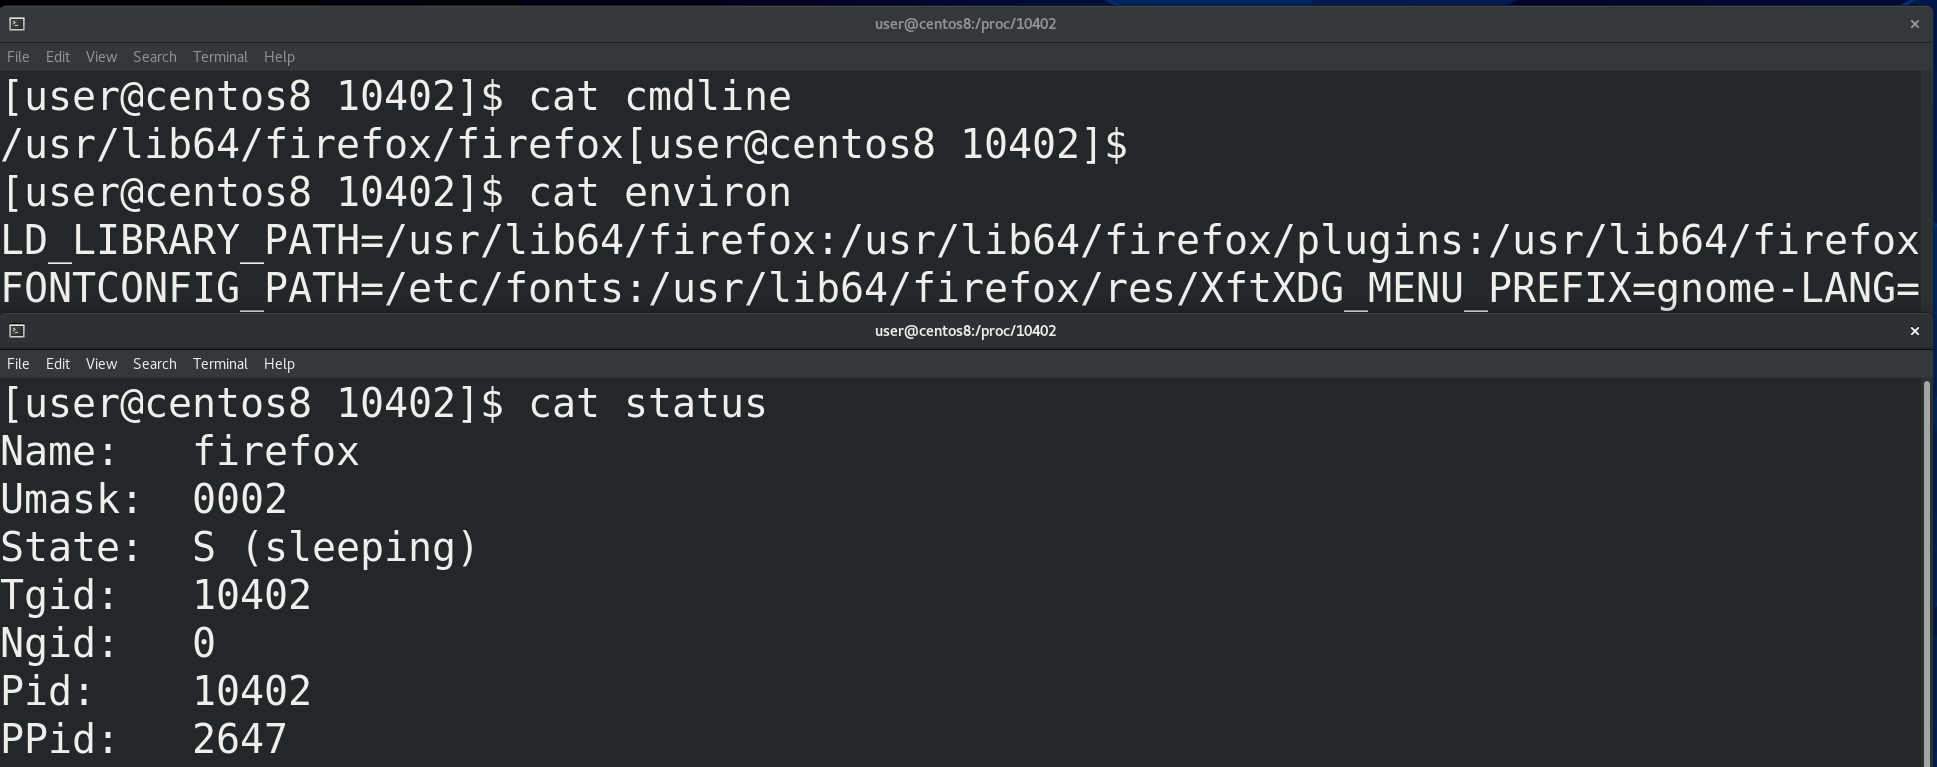 user@centos8:/proc/10402
File Edit View Search Terminal Help
[user@centos8 10402]$ cat cmdline
/usr/lib64/firefox/firefox[user@centos8 10402]$
[user@centos8 10402]$ cat environ
LD_LIBRARY_PATH=/usr/lib64/firefox:/usr/lib64/firefox/plugins:/usr/lib64/firefox
FONTCONFIG_PATH=/etc/fonts:/usr/lib64/firefox/res/XftXDG_MENU_PREFIX=gnome-LANG=
user@centos8:/proc/10402
File Edit View Search Terminal Help
[user@centos8 10402]$ cat status
Name: firefox
Umask: 0002
State: S (sleeping)
Tgid: 10402
Ngid: 0
Pid: 10402
PPid: 2647